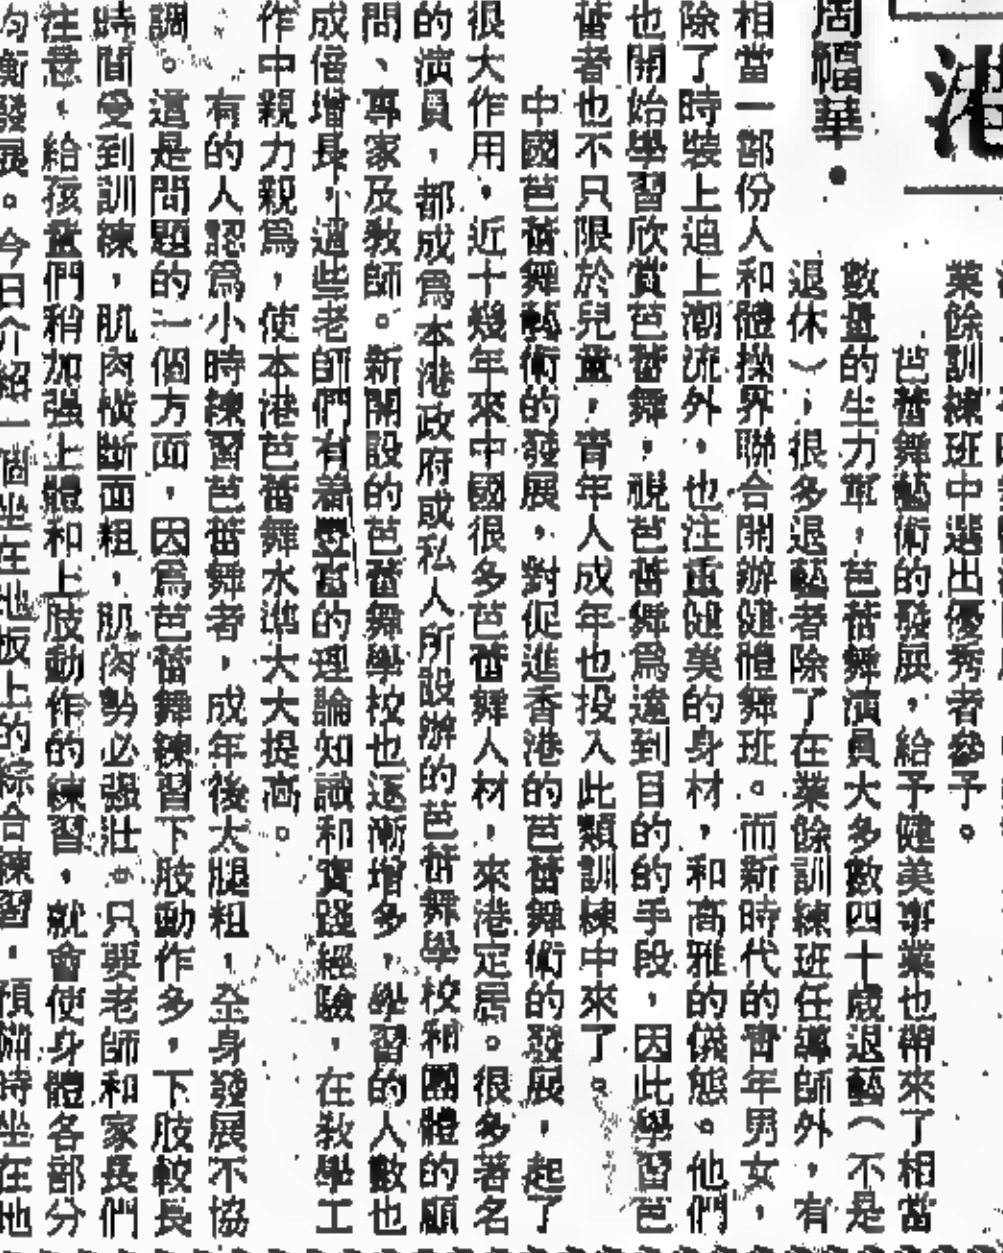 港
周幅華•
業餘訓練班中選出優秀者參予。
芭蕾舞藝術的發展,給予健美事業也帶來了相當
數量的生力軍,芭蕾舞演員大多數四十歲退藝(不是
退休),很多退藝者除了在業餘訓練班任導師外,有
相當一部份人和體操界聯合開辦健體舞班。而新時代的青年男女,
除了時裝上追上潮流外,也注重健美的身材,和高雅的儀態。他們
也開始學習欣賞芭蕾舞,視芭蕾舞爲達到目的的手段,因此學習芭
蕾者也不只限於兒童,青年人成年也投入此類訓練中來了。
中國芭蕾舞藝術的發展,對促進香港的芭蕾舞術的發展,起了
很大作用,近十幾年來中國很多芭蕾舞人材,來港定居。很多著名
的演員,都成爲本港政府或私人所設辦的芭蕾舞學校和團體的顧
問、專家及教師。新開設的芭蕾舞學校也逐漸增多,學習的人數也
成倍增長,這些老師們有着豐富的理論知識和實踐經驗,在教學工
作中親力親爲,使本港芭蕾舞水準大大提高。
有的人認爲小時練習芭蕾舞者,成年後大腿粗,全身發展不協
調。這是問題的一個方面,因爲芭蕾舞練習下肢動作多,下肢較長
時間受到訓練,肌肉橫斷面粗,肌肉勢必強壯。只要老師和家長們
注意,給孩童們稍加强上體和上肢動作的練習,就會使身體各部分
均衡發展。今日介紹一個坐在地板上的綜合練習,預備時坐在地